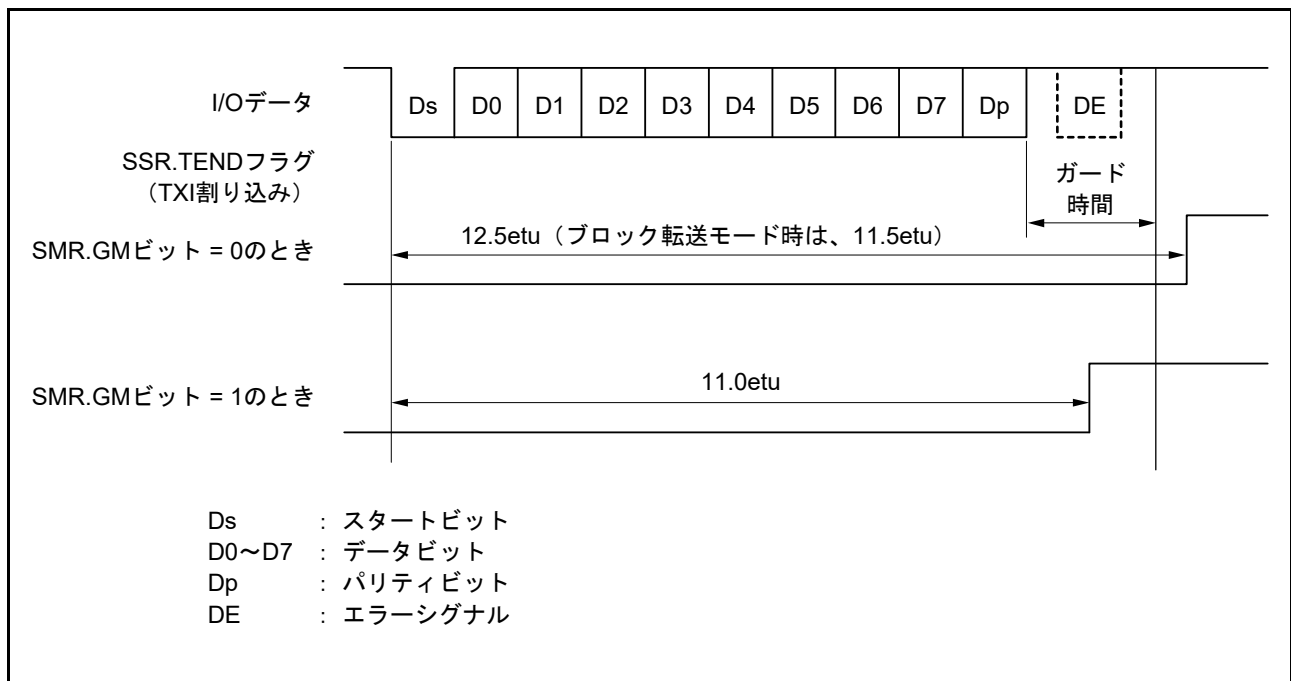 I/Oデータ
Ds D0 D1 D2 D3 D4 D5 D6 D7 Dp DE
SSR.TENDフラグ
（TXI割り込み）
ガード
時間
SMR.GMビット = 0のとき
12.5etu（ブロック転送モード時は、11.5etu）
SMR.GMビット = 1のとき
11.0etu
Ds : スタートビット
D0～D7 : データビット
Dp : パリティビット
DE : エラーシグナル